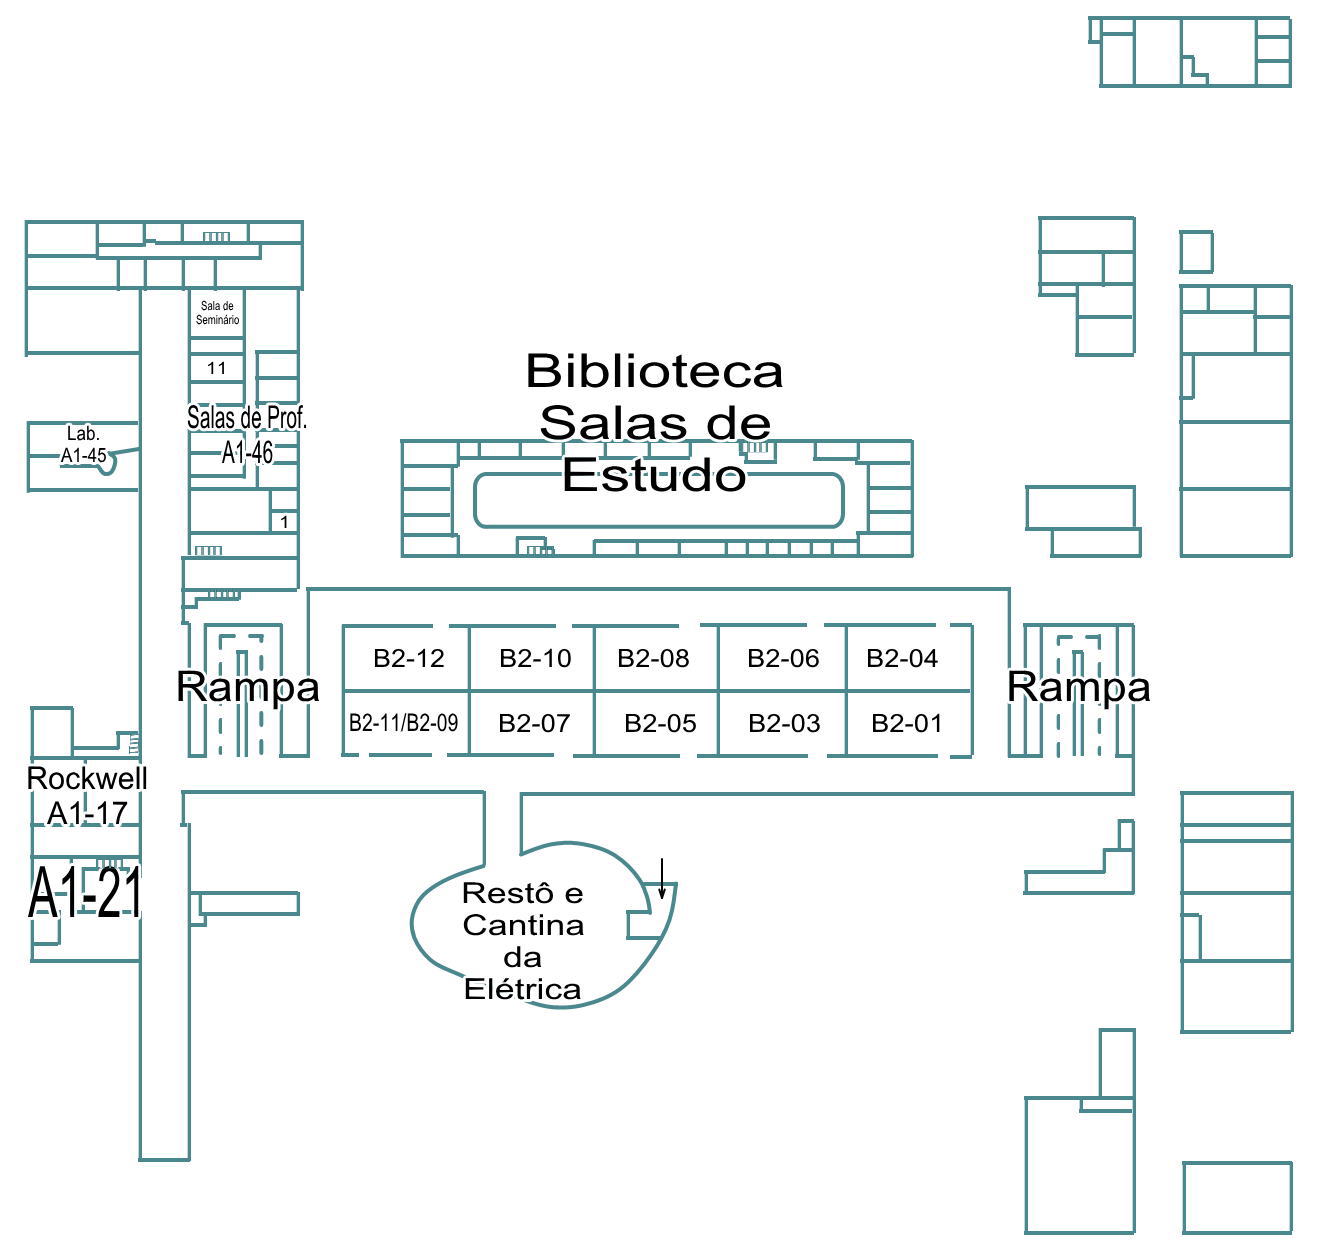 Sala de
Seminário
11
Salas de Prof.
A1-46
Lab.
A1-45
1
Biblioteca
Salas de
Estudo
Rampa
B2-12
B2-10
B2-08
B2-06
B2-04
Rampa
B2-11/B2-09
B2-07
B2-05
B2-03
B2-01
Rockwell
A1-17
A1-21
Restô e
Cantina
da
Elétrica